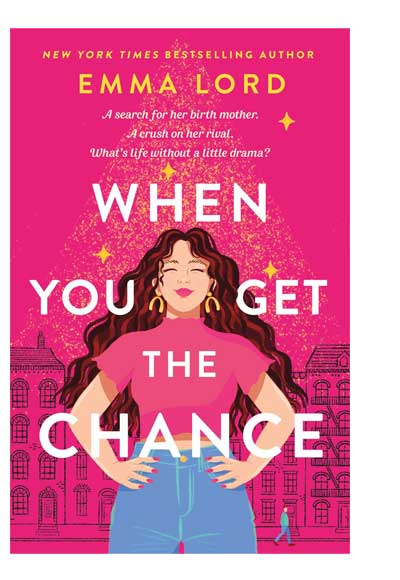 NEW YORK TIMES BESTSELLING AUTHOR
EMMA LORD
A search for her birth mother.
A crush on her rival.
What's life without a little drama?
WHEN
YOU GET
THE
CHANCE